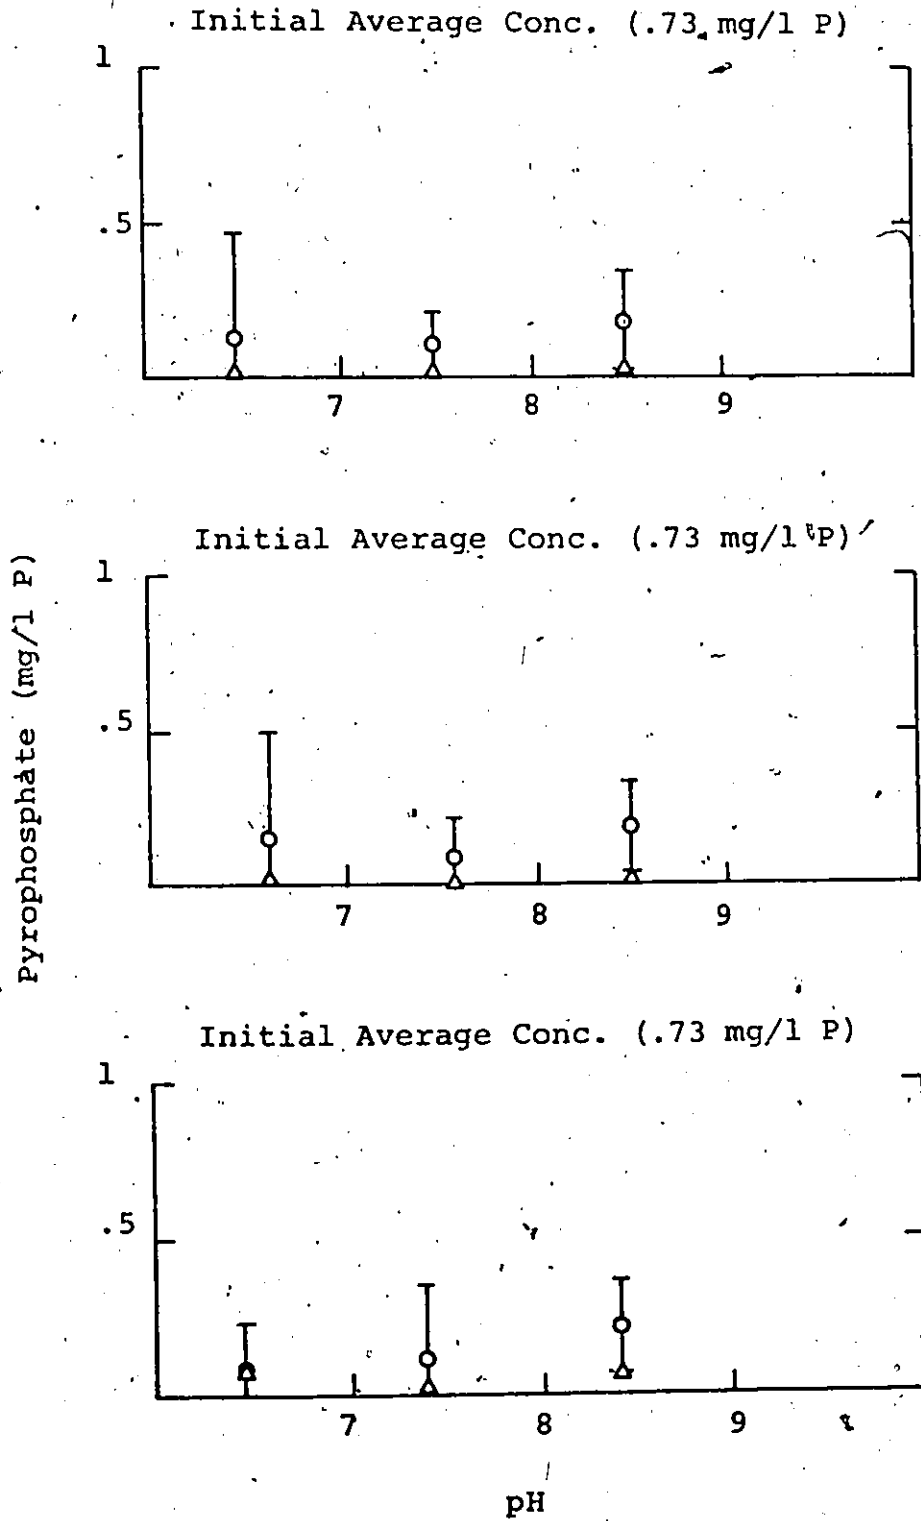 Initial Average Conc. (.73 mg/l P)
1
.5
7 8 9
Initial Average Conc. (.73 mg/l P)
1
.5
7 8 9
Pyrophosphate (mg/l P)
Initial Average Conc. (.73 mg/l P)
1
.5
7 8 9
pH